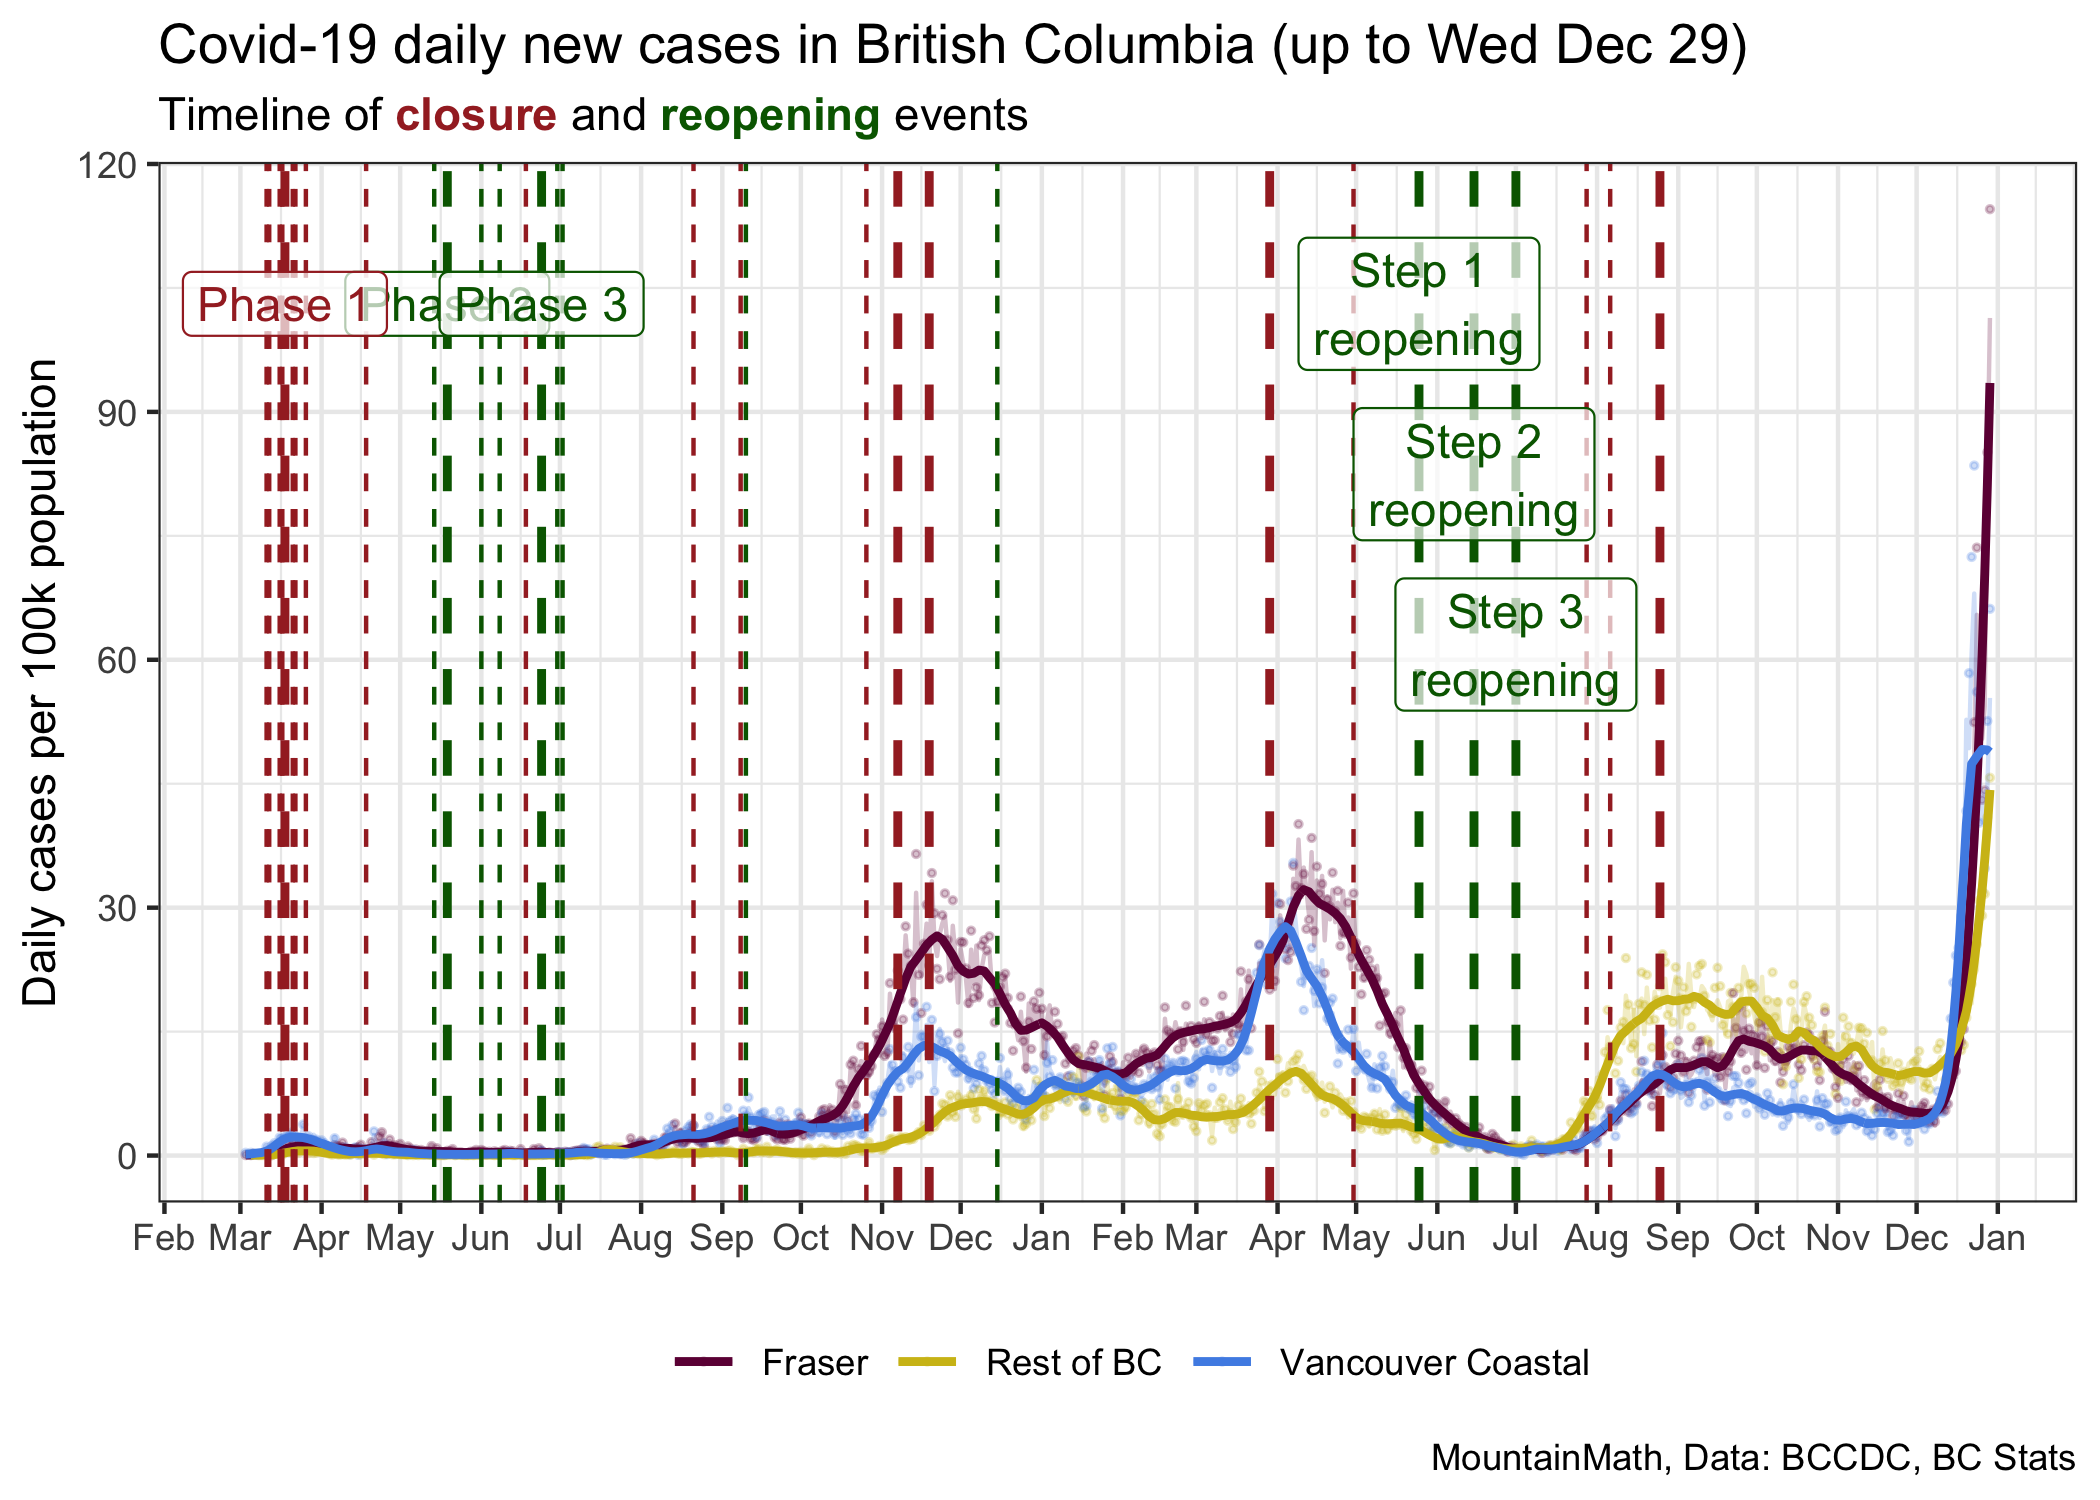 Covid-19 daily new cases in British Columbia (up to Wed Dec 29)
Timeline of closure and reopening events
Daily cases per 100k population
120
90
60
30
0
Phase 1
Phase 2
Phase 3
Step 1
reopening
Step 2
reopening
Step 3
reopening
Feb Mar Apr May Jun Jul Aug Sep Oct Nov Dec Jan Feb Mar Apr May Jun Jul Aug Sep Oct Nov Dec Jan
Fraser Rest of BC Vancouver Coastal
MountainMath, Data: BCCDC, BC Stats